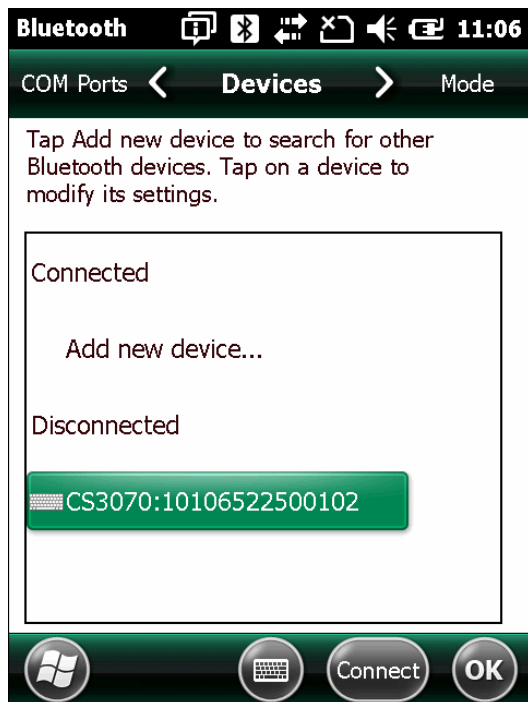 Bluetooth 11:06
COM Ports Devices Mode
Tap Add new device to search for other
Bluetooth devices. Tap on a device to
modify its settings.
Connected
Add new device...
Disconnected
CS3070:10106522500102
Connect OK